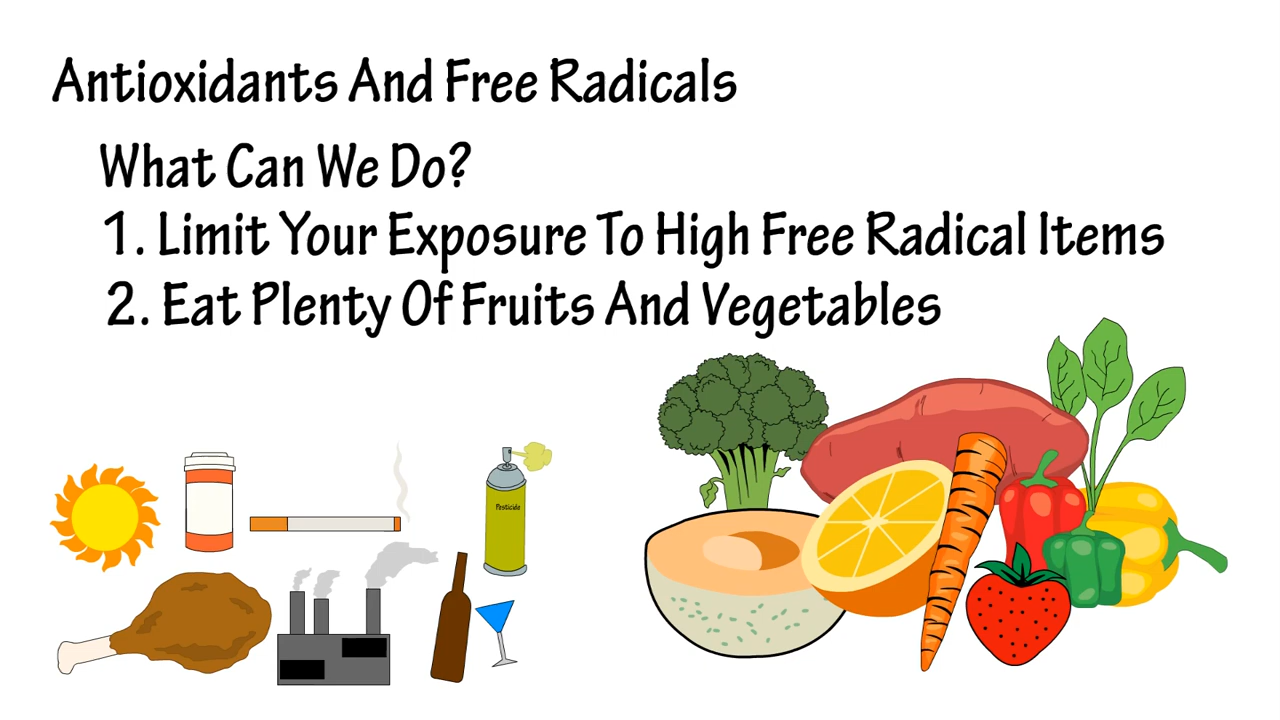 Antioxidants And Free Radicals
What Can We Do?
1. Limit Your Exposure To High Free Radical Items
2. Eat Plenty Of Fruits And Vegetables
Pesticide